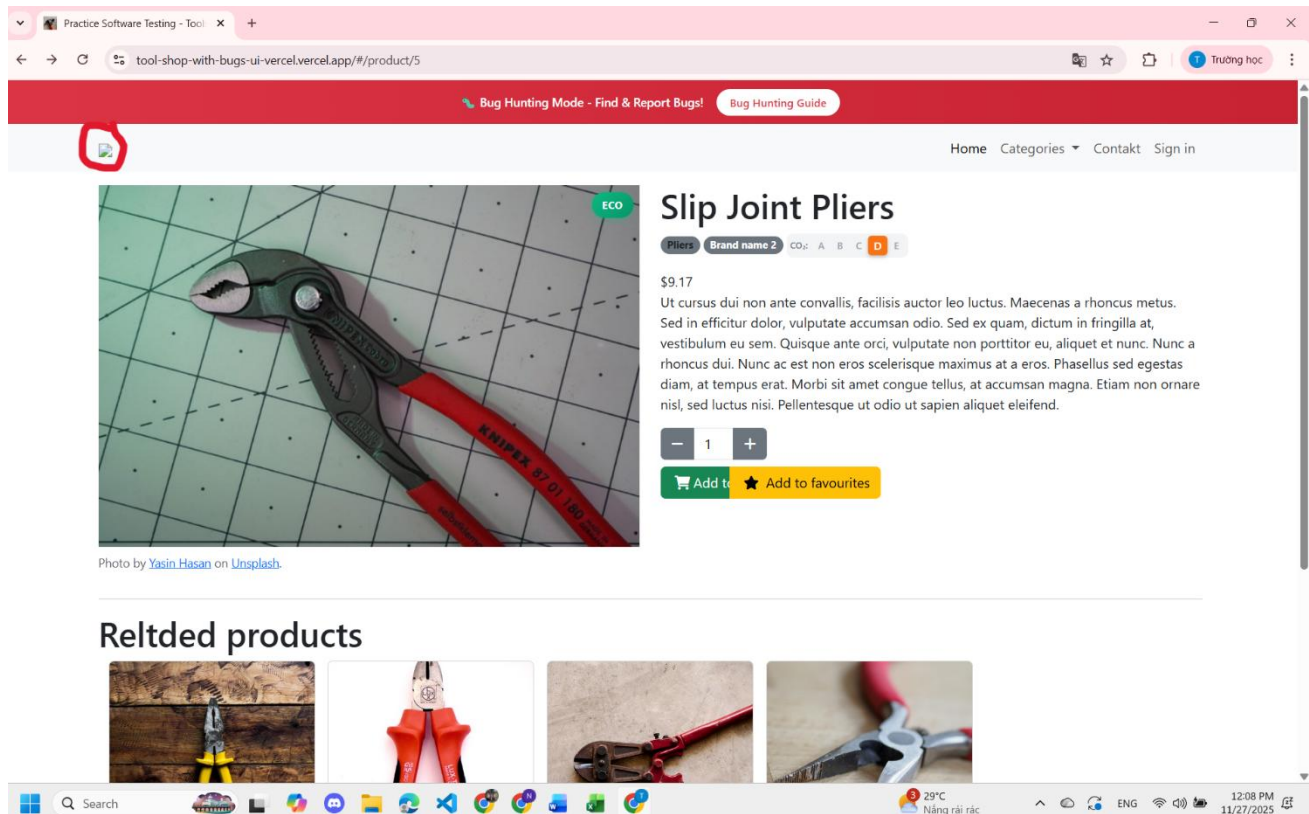 Practice Software Testing - Tool
tool-shop-with-bugs-ui-vercel.vercel.app/#/product/5
T Trường học
Bug Hunting Mode - Find & Report Bugs! Bug Hunting Guide
Home Categories Contakt Sign in
ECO
Slip Joint Pliers
Pliers Brand name 2 CO₂: A B C D E
$9.17
Ut cursus dui non ante convallis, facilisis auctor leo luctus. Maecenas a rhoncus metus.
Sed in efficitur dolor, vulputate accumsan odio. Sed ex quam, dictum in fringilla at,
vestibulum eu sem. Quisque ante orci, vulputate non porttitor eu, aliquet et nunc. Nunc a
rhoncus dui. Nunc ac est non eros scelerisque maximus at a eros. Phasellus sed egestas
diam, at tempus erat. Morbi sit amet congue tellus, at accumsan magna. Etiam non ornare
nisl, sed luctus nisi. Pellentesque ut odio ut sapien aliquet eleifend.
1
Add to
Add to favourites
KNIPEX
KNIPEX 87 01 180
Photo by Yasin Hasan on Unsplash.
Reltded products
Search
3
29°C
Nắng rải rác
ENG
12:08 PM
11/27/2025